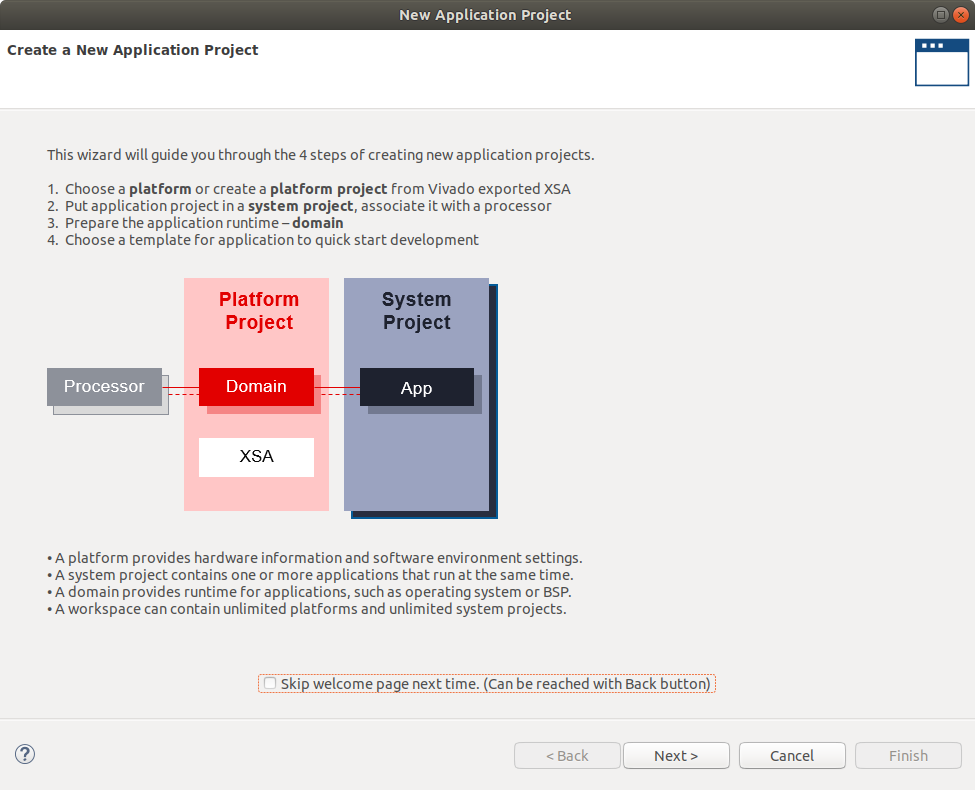 New Application Project
Create a New Application Project
This wizard will guide you through the 4 steps of creating new application projects.
1. Choose a platform or create a platform project from Vivado exported XSA
2. Put application project in a system project, associate it with a processor
3. Prepare the application runtime – domain
4. Choose a template for application to quick start development
Platform
Project
System
Project
Processor
Domain
App
XSA
• A platform provides hardware information and software environment settings.
• A system project contains one or more applications that run at the same time.
• A domain provides runtime for applications, such as operating system or BSP.
• A workspace can contain unlimited platforms and unlimited system projects.
Skip welcome page next time. (Can be reached with Back button)
?
< Back
Next >
Cancel
Finish